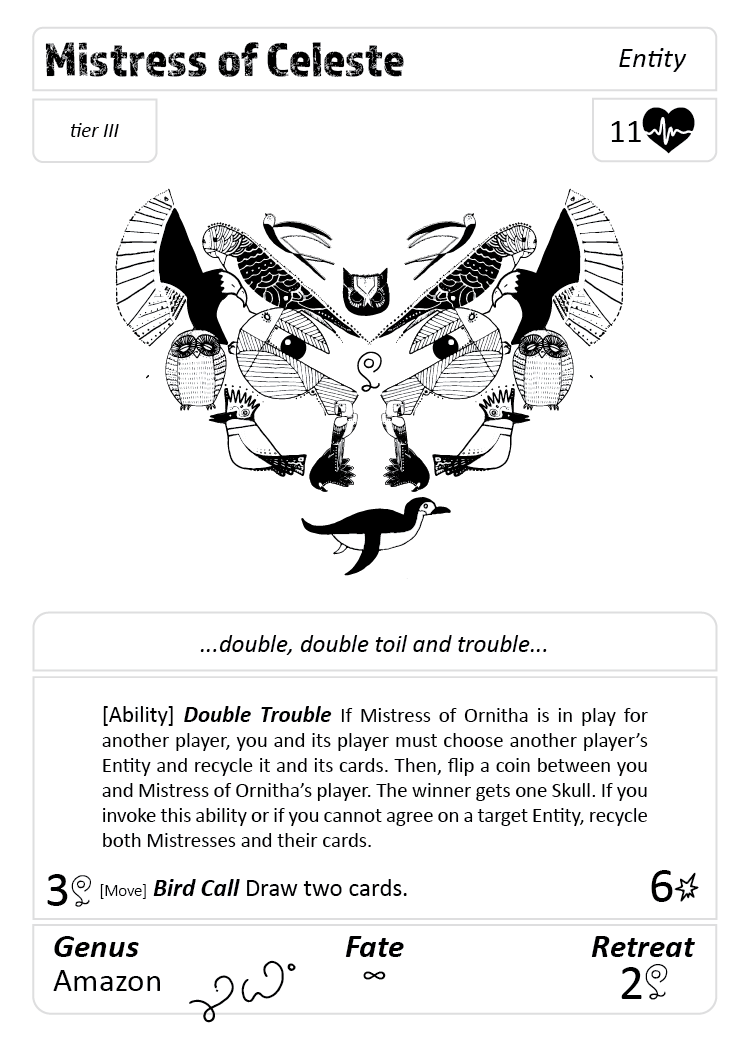 Mistress of Celeste
Entity
tier III
11
...double, double toil and trouble...
[Ability] Double Trouble If Mistress of Ornitha is in play for
another player, you and its player must choose another player’s
Entity and recycle it and its cards. Then, flip a coin between you
and Mistress of Ornitha’s player. The winner gets one Skull. If you
invoke this ability or if you cannot agree on a target Entity, recycle
both Mistresses and their cards.
3 [Move] Bird Call Draw two cards. 6
Genus Fate Retreat
Amazon ∞ 2